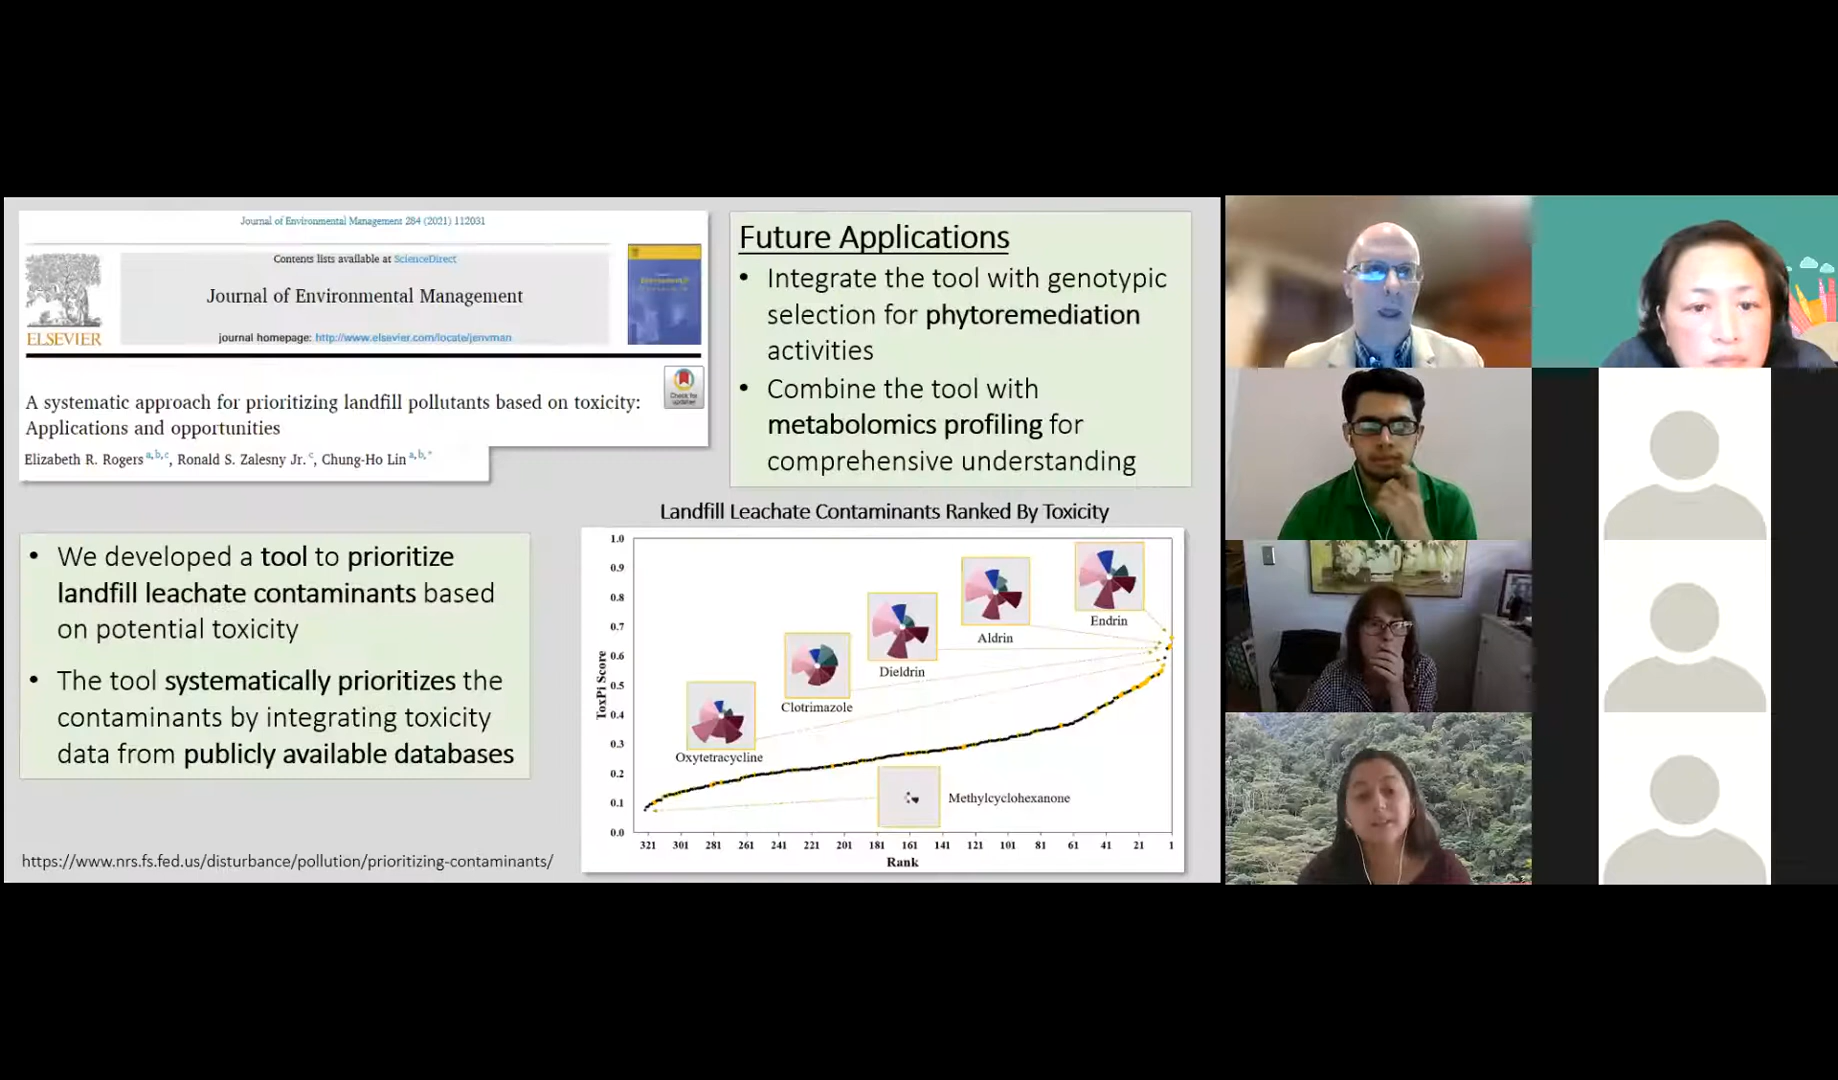 Journal of Environmental Management 284 (2021) 112031
Contents lists available at ScienceDirect
Journal of Environmental Management
ELSEVIER
journal homepage: http://www.elsevier.com/locate/jenvman
Check for
updates
A systematic approach for prioritizing landfill pollutants based on toxicity:
Applications and opportunities
Elizabeth R. Rogers a,b,c, Ronald S. Zalesny Jr. c, Chung-Ho Lin a,b,*
Future Applications
• Integrate the tool with genotypic
selection for phytoremediation
activities
• Combine the tool with
metabolomics profiling for
comprehensive understanding
• We developed a tool to prioritize
landfill leachate contaminants based
on potential toxicity
• The tool systematically prioritizes the
contaminants by integrating toxicity
data from publicly available databases
https://www.nrs.fs.fed.us/disturbance/pollution/prioritizing-contaminants/
Landfill Leachate Contaminants Ranked By Toxicity
ToxPi Score
1.0
0.9
0.8
0.7
0.6
0.5
0.4
0.3
0.2
0.1
0.0
Endrin
Aldrin
Dieldrin
Clotrimazole
Oxytetracycline
Methylcyclohexanone
321 301 281 261 241 221 201 181 161 141 121 101 81 61 41 21 1
Rank